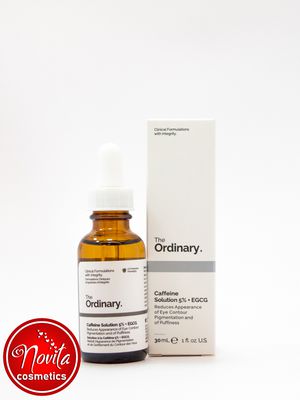 Clinical Formulations
with Integrity.
The
Ordinary.
Caffeine
Solution 5% + EGCG
Reduces Appearance
of Eye Contour
Pigmentation and
of Puffiness
30 mL e 1 fl. oz U.S
Clinical Formulations
with Integrity.
The
Ordinary.
Caffeine Solution 5% + EGCG
Reduces Appearance of Eye Contour
Pigmentation and of Puffiness
Novita
cosmetics